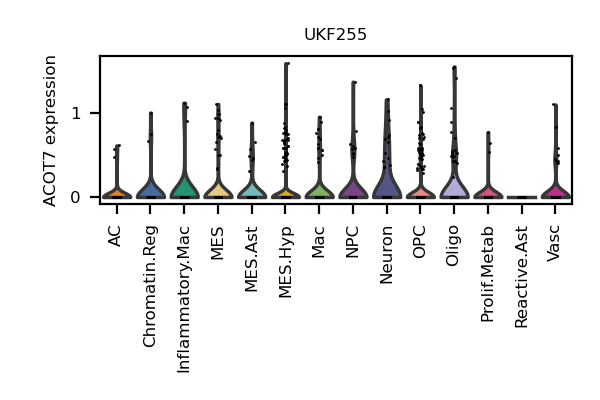 UKF255
ACOT7 expression
1
0
AC
Chromatin.Reg
Inflammatory.Mac
MES
MES.Ast
MES.Hyp
Mac
NPC
Neuron
OPC
Oligo
Prolif.Metab
Reactive.Ast
Vasc